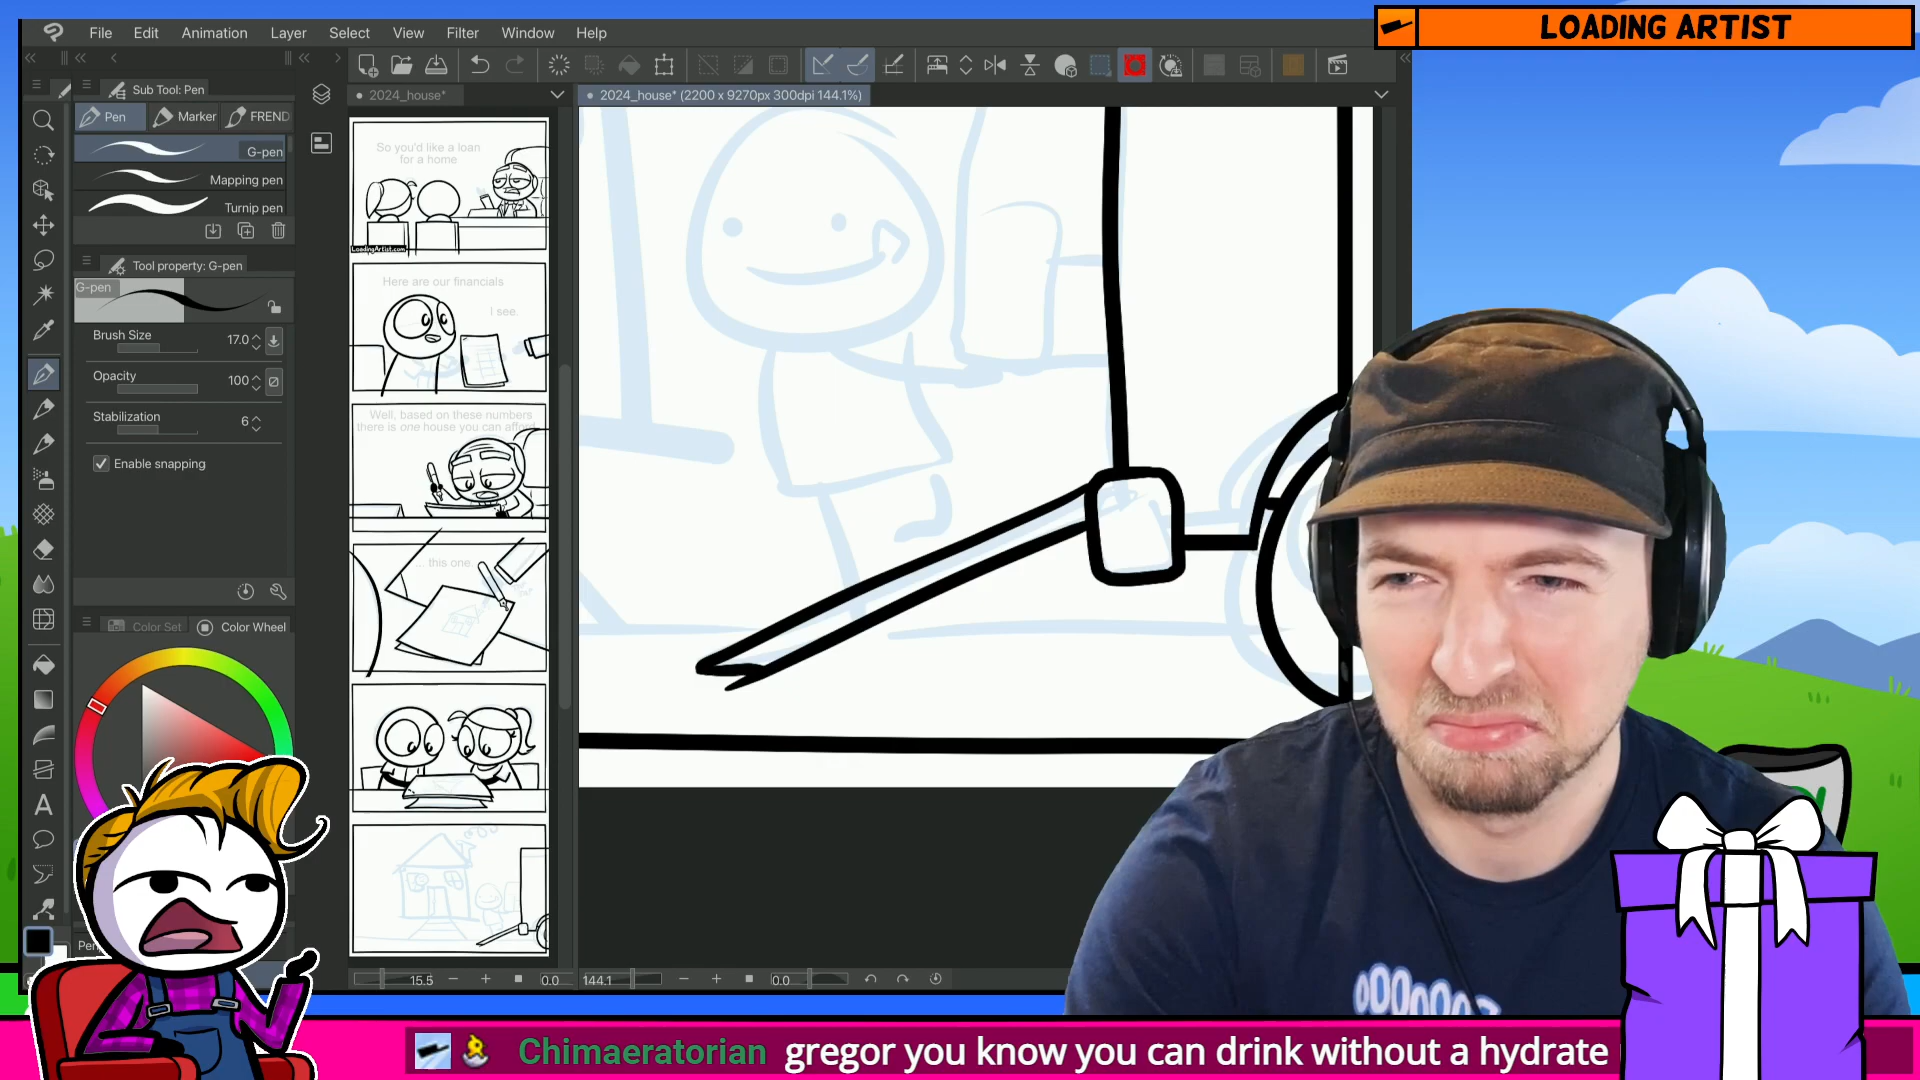 LOADING ARTIST
File Edit Animation Layer Select View Filter Window Help
Sub Tool: Pen
2024_house*
2024_house* (2200 x 9270px 300dpi 144.1%)
Pen Marker FREND
G-pen
Mapping pen
Turnip pen
Tool property: G-pen
G-pen
Brush Size 17.0
Opacity 100
Stabilization 6
Enable snapping
Color Set Color Wheel
So you'd like a loan
for a home
LoadingArtist.com
Here are our financials
I see.
Well, based on these numbers
there is one house you can afford
... this one.
15.5 0.0 144.1 0.0
Chimaeratorian gregor you know you can drink without a hydrate